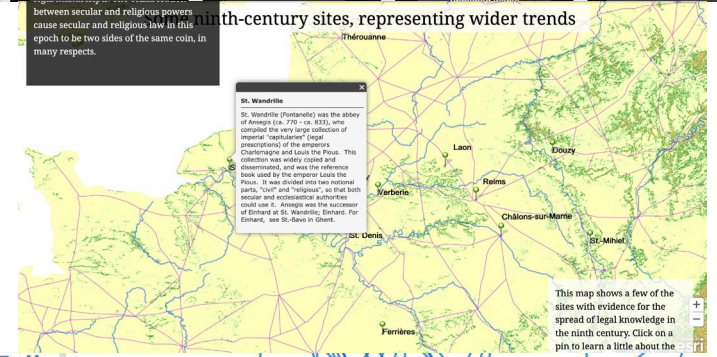 Some ninth-century sites, representing wider trends
between secular and religious powers
cause secular and religious law in this
epoch to be two sides of the same coin, in
many respects.
Thérouanne
St. Wandrille
St. Wandrille (Fontanelle) was the abbey
of Ansegis (ca. 770 - ca. 833), who
compiled the very large collection of
imperial "capitularies" (legal
prescriptions) of the emperors
Charlemagne and Louis the Pious. This
collection was widely copied and
disseminated, and was the reference
book used by the emperor Louis the
Pious. It was divided into two notional
parts, "civil" and "religious", so that both
secular and ecclesiastical authorities
could use it. Ansegis was the successor
of Einhard at St. Wandrille; Einhard. For
Einhard, see St.-Bavo in Ghent.
Laon
Douzy
Verberie
Reims
Châlons-sur-Marne
St. Denis
St.-Mihiel
Ferrières
This map shows a few of the
sites with evidence for the
spread of legal knowledge in
the ninth century. Click on a
pin to learn a little about the
+
−
esri